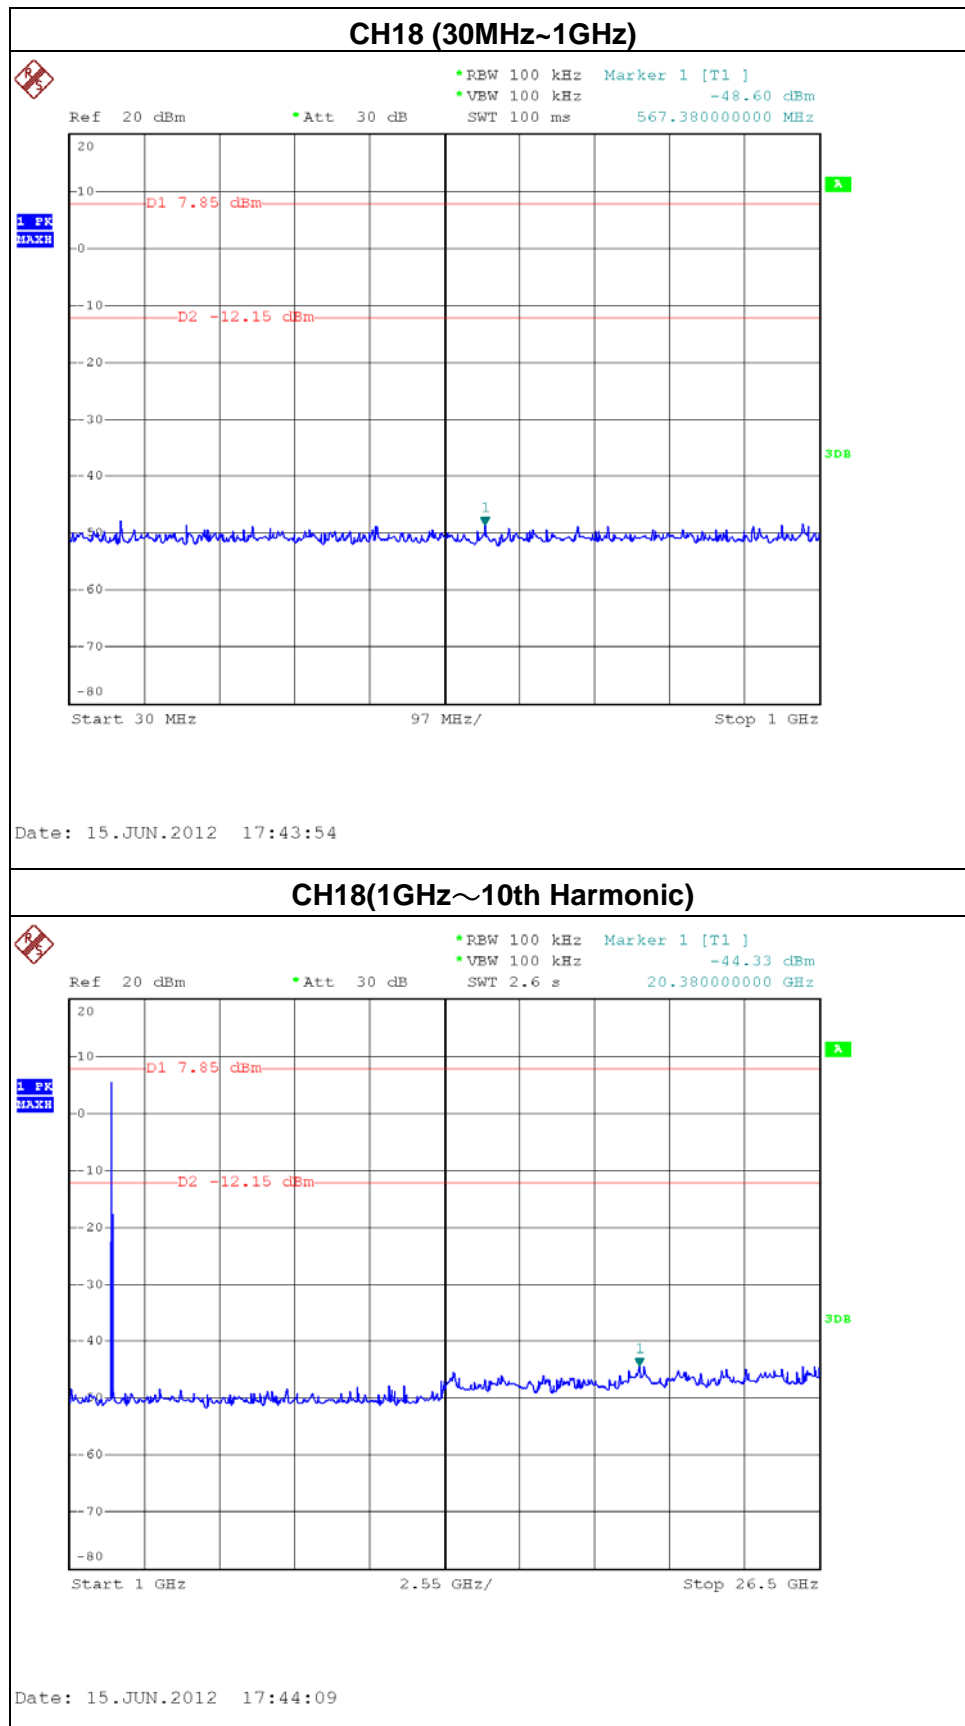 CH18 (30MHz~1GHz)
R S
*RBW 100 kHz Marker 1 [T1 ]
*VBW 100 kHz -48.60 dBm
Ref 20 dBm *Att 30 dB SWT 100 ms 567.380000000 MHz
20
10
A
D1 7.85 dBm
1 PK
MAXH
0
-10
D2 -12.15 dBm
-20
-30
3DB
-40
1
-50
-60
-70
-80
Start 30 MHz 97 MHz/ Stop 1 GHz
Date: 15.JUN.2012 17:43:54
CH18(1GHz～10th Harmonic)
R S
*RBW 100 kHz Marker 1 [T1 ]
*VBW 100 kHz -44.33 dBm
Ref 20 dBm *Att 30 dB SWT 2.6 s 20.380000000 GHz
20
10
A
D1 7.85 dBm
1 PK
MAXH
0
-10
D2 -12.15 dBm
-20
-30
3DB
-40
1
-50
-60
-70
-80
Start 1 GHz 2.55 GHz/ Stop 26.5 GHz
Date: 15.JUN.2012 17:44:09